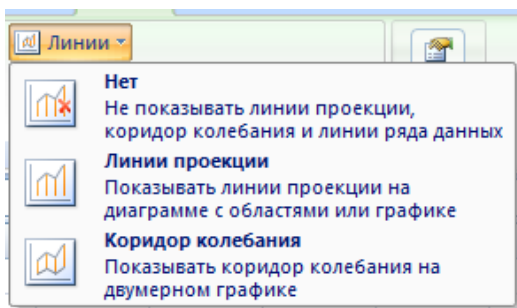 Линии
Нет
Не показывать линии проекции,
коридор колебания и линии ряда данных
Линии проекции
Показывать линии проекции на
диаграмме с областями или графике
Коридор колебания
Показывать коридор колебания на
двумерном графике